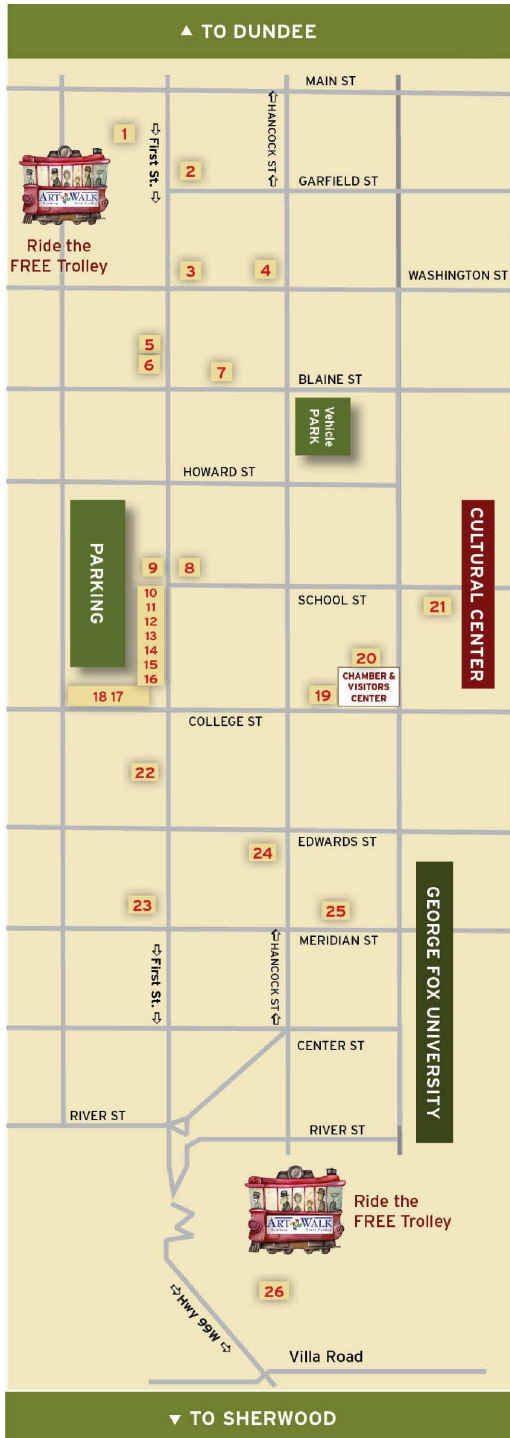 ▲ TO DUNDEE
MAIN ST
HANCOCK ST
1
First St.
2
GARFIELD ST
ART WALK
Ride the
FREE Trolley
3
4
WASHINGTON ST
5
6
7
BLAINE ST
Vehicle
PARK
HOWARD ST
PARKING
CULTURAL CENTER
9
8
10
11
12
13
14
15
16
SCHOOL ST
21
20
CHAMBER &
VISITORS
CENTER
19
18 17
COLLEGE ST
22
EDWARDS ST
24
23
25
MERIDIAN ST
GEORGE FOX UNIVERSITY
First St.
HANCOCK ST
CENTER ST
RIVER ST
RIVER ST
ART WALK
Ride the
FREE Trolley
26
Hwy 99W
Villa Road
▼ TO SHERWOOD